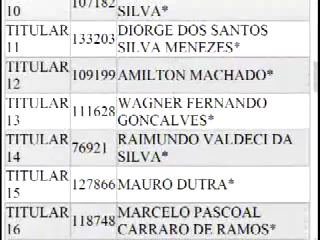 10 107182 SILVA*
TITULAR 11 133203 DIORGE DOS SANTOS SILVA MENEZES*
TITULAR 12 109199 AMILTON MACHADO*
TITULAR 13 111628 WAGNER FERNANDO GONCALVES*
TITULAR 14 76921 RAIMUNDO VALDECI DA SILVA*
TITULAR 15 127866 MAURO DUTRA*
TITULAR 16 118748 MARCELO PASCOAL CARRARO DE RAMOS*